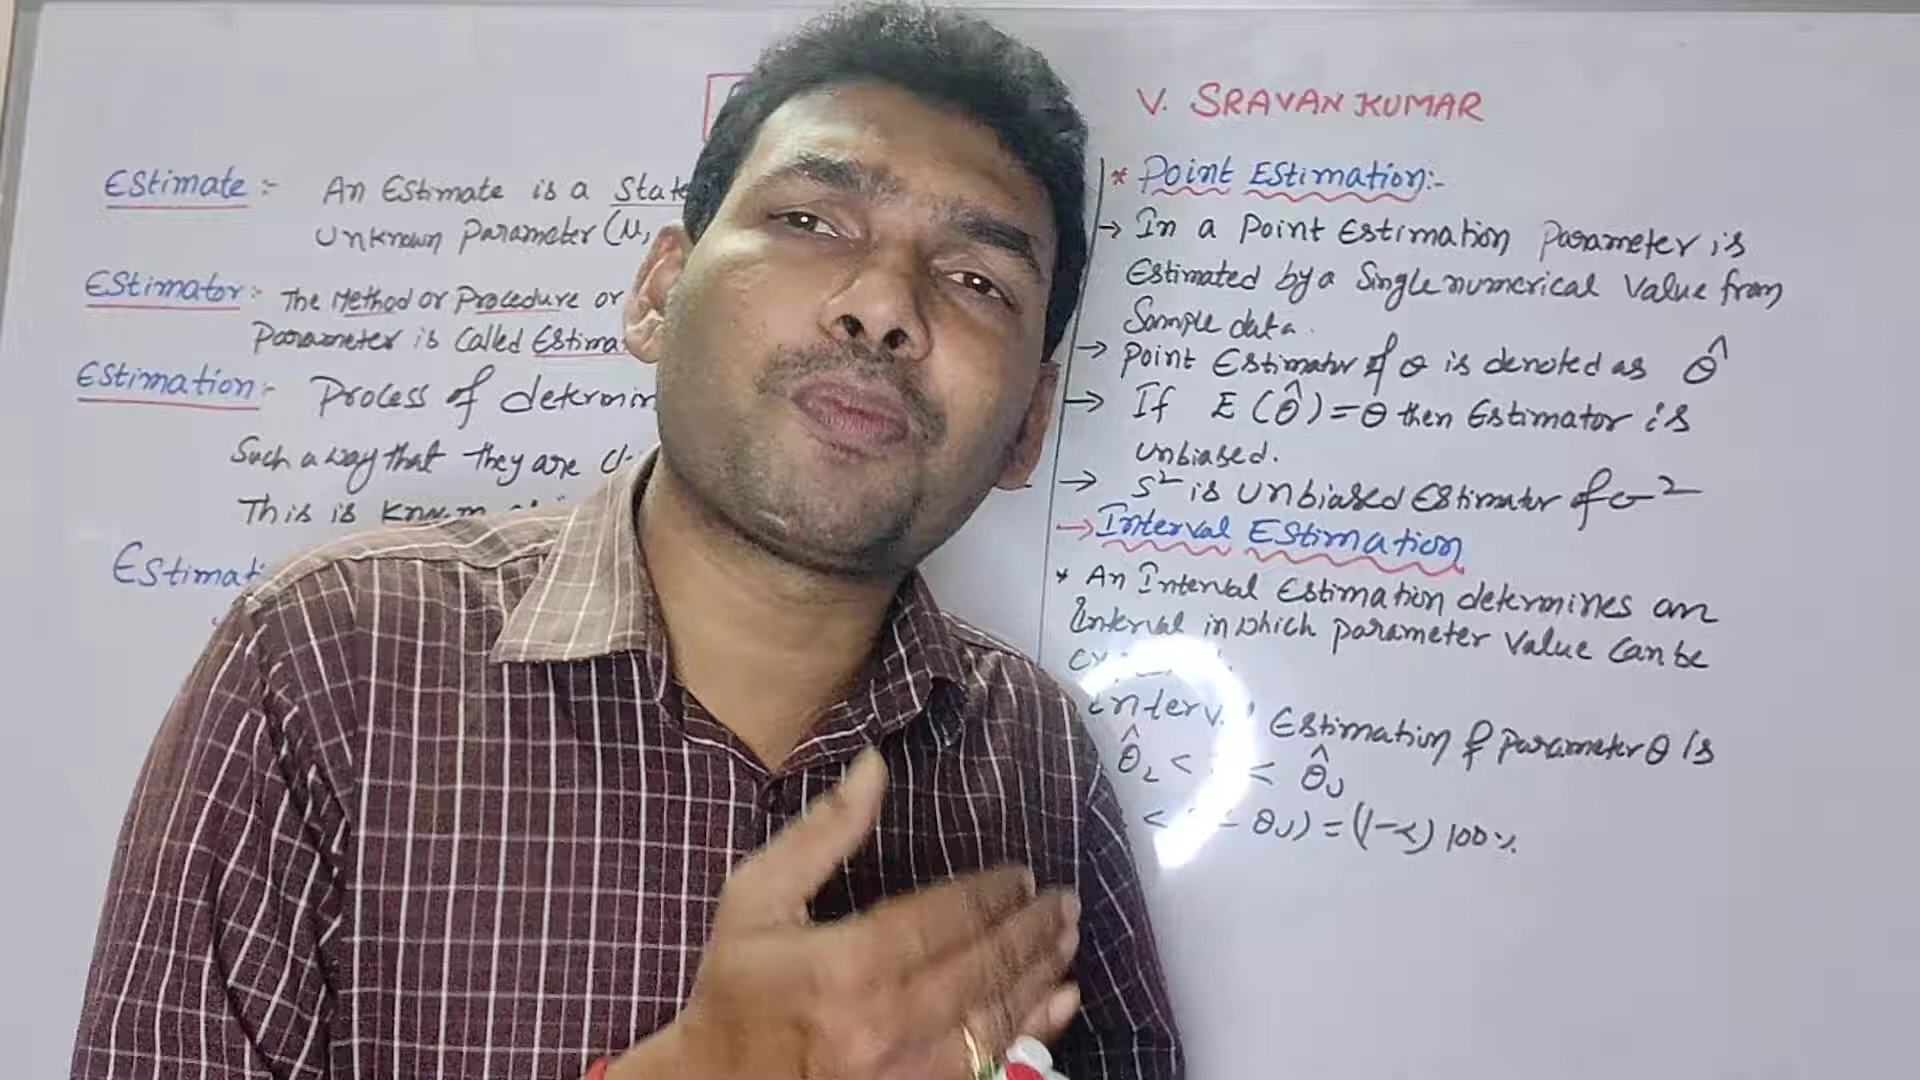 V. SRAVAN KUMAR
Estimate :- An Estimate is a State
unknown Parameter (μ,
Estimator :- The Method or Procedure or
Parameter is called Estima
Estimation :- Process of determin
Such a way that they are
This is known
Estimati
* Point Estimation:-
→ In a point Estimation parameter is
Estimated by a Single numerical value from
Sample data.
→ point Estimator of θ is denoted as θ̂
→ If E(θ̂) = θ then Estimator is
unbiased.
→ S² is unbiased Estimator of σ²
→ Interval Estimation
* An Interval Estimation determines an
Interval in which parameter value can be
Estimation of parameter θ is
θ̂L < < θ̂U
< θU) = (1-α) 100%